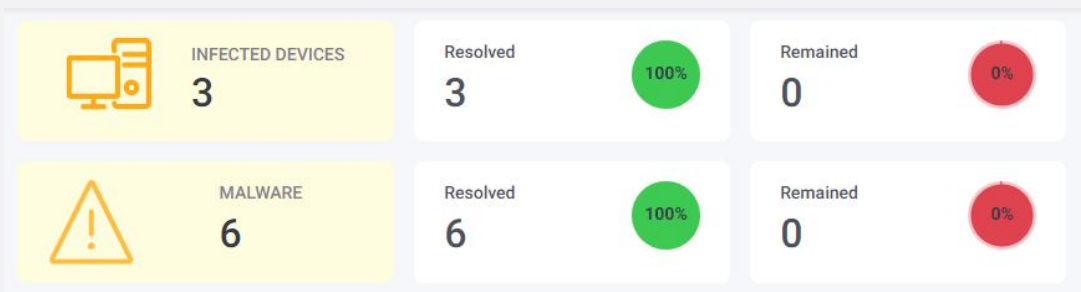 INFECTED DEVICES
3
Resolved
3
100%
Remained
0
0%
MALWARE
6
Resolved
6
100%
Remained
0
0%